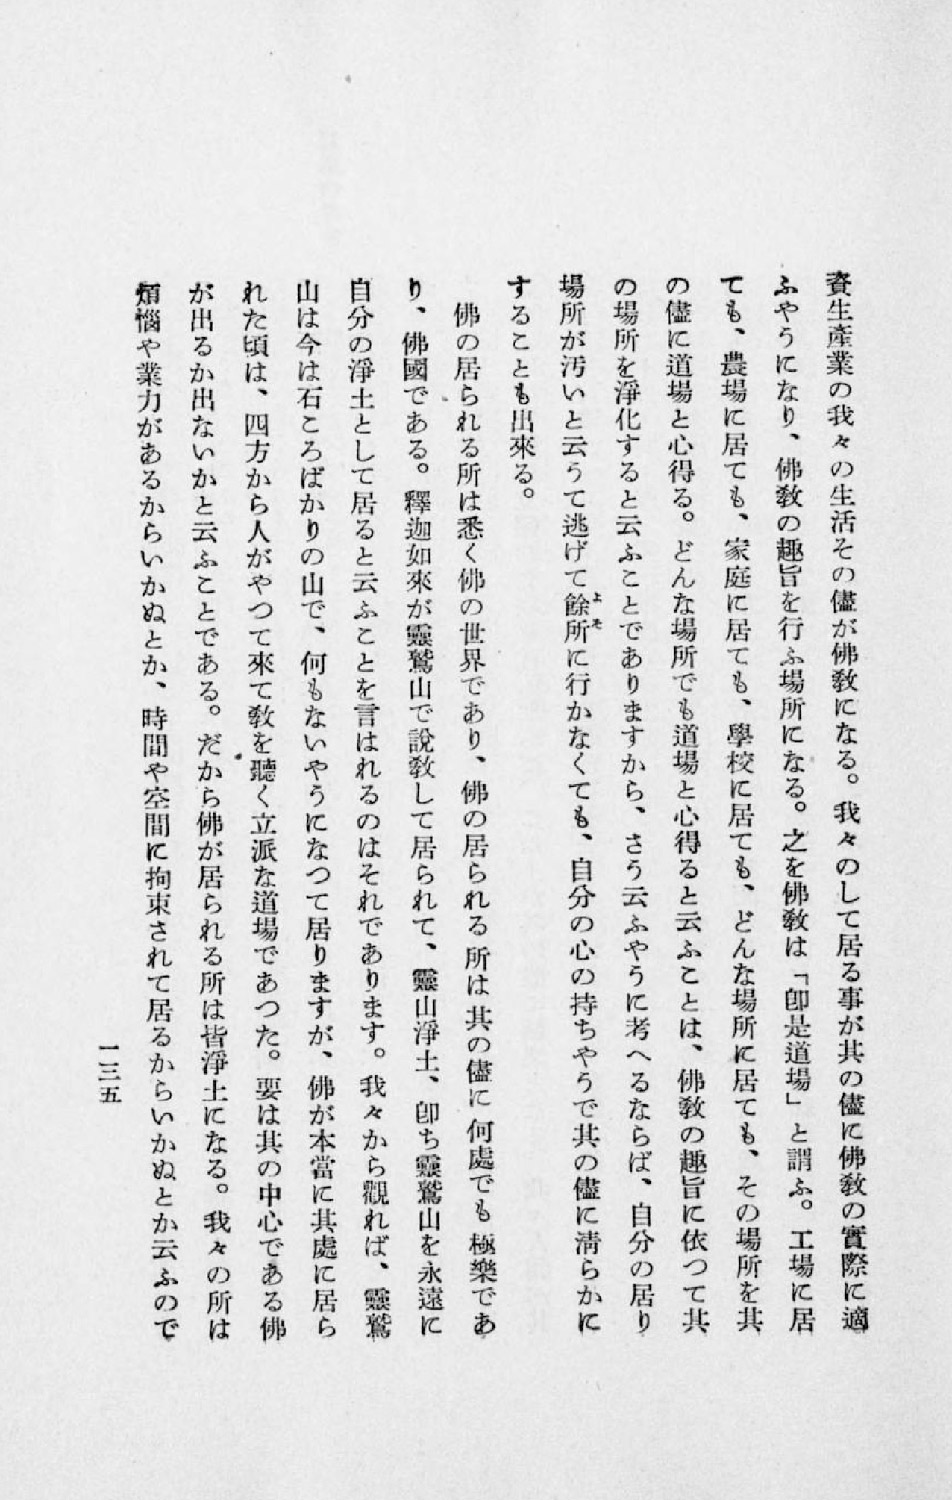 資生產業の我々の生活その儘が佛敎になる。我々のして居る事が其の儘に佛敎の實際に適
ふやうになり、佛敎の趣旨を行ふ場所になる。之を佛敎は「卽是道場」と謂ふ。工場に居
ても、農場に居ても、家庭に居ても、學校に居ても、どんな場所に居ても、その場所を其
の儘に道場と心得る。どんな場所でも道場と心得ると云ふことは、佛敎の趣旨に依つて其
の場所を淨化すると云ふことでありますから、さう云ふやうに考へるならば、自分の居り
場所が汚いと云うて逃げて餘所に行かなくても、自分の心の持ちやうで其の儘に淸らかに
よそ
することも出來る。
佛の居られる所は悉く佛の世界であり、佛の居られる所は其の儘に何處でも極樂であ
り、佛國である。釋迦如來が靈鷲山で說敎して居られて、靈山淨土、卽ち靈鷲山を永遠に
自分の淨土として居ると云ふことを言はれるのはそれであります。我々から觀れば、靈鷲
山は今は石ころばかりの山で、何もないやうになつて居りますが、佛が本當に其處に居ら
れた頃は、四方から人がやつて來て敎を聽く立派な道場であつた。要は其の中心である佛
が出るか出ないかと云ふことである。だから佛が居られる所は皆淨土になる。我々の所は
煩惱や業力があるからいかぬとか、時間や空間に拘束されて居るからいかぬとか云ふので
一三五